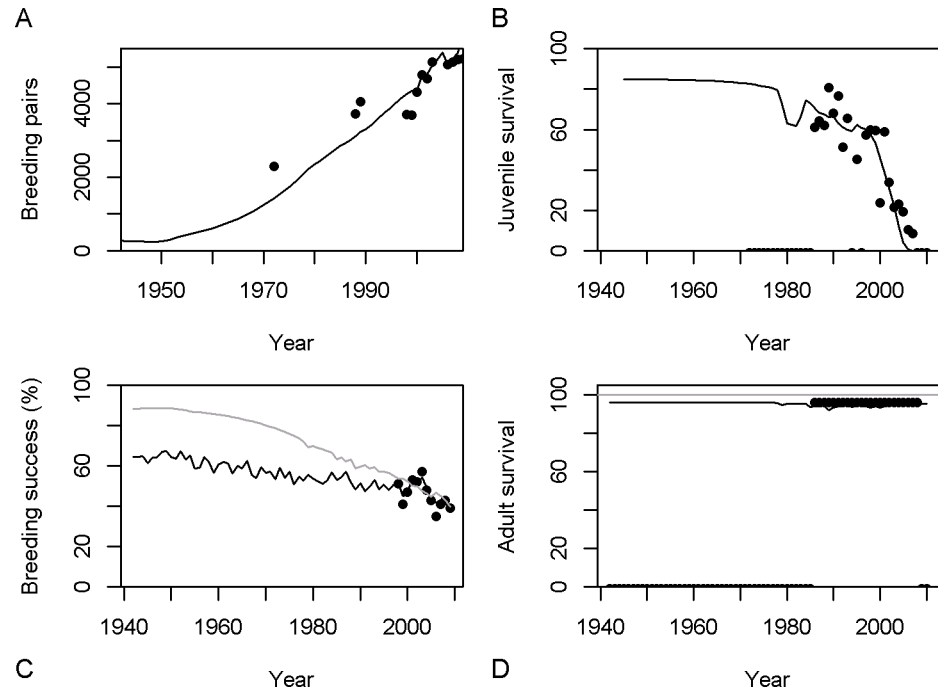 A
Breeding pairs
4000
2000
0
1950 1970 1990
Year
B
Juvenile survival
100
60
20
0
1940 1960 1980 2000
Year
Breeding success (%)
100
60
20
0
1940 1960 1980 2000
C
Year
Adult survival
100
60
20
0
1940 1960 1980 2000
D
Year